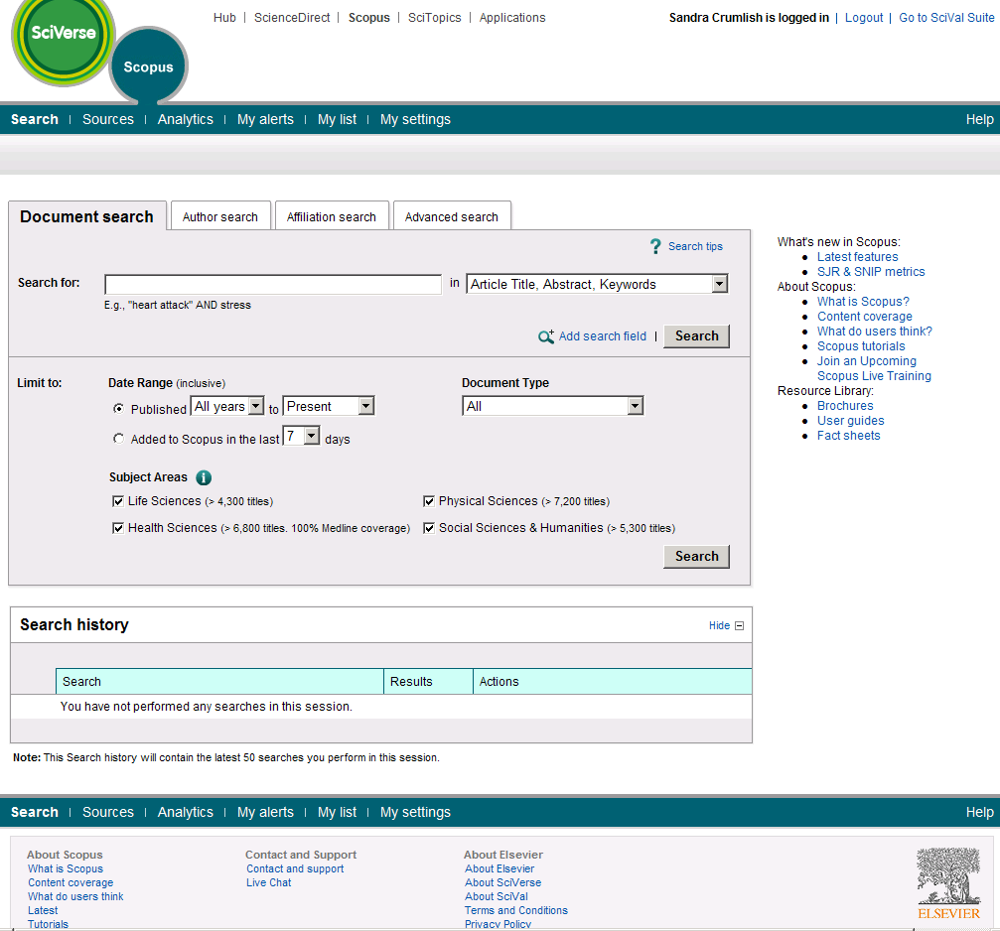 SciVerse
Scopus
Hub | ScienceDirect | Scopus | SciTopics | Applications
Sandra Crumlish is logged in | Logout | Go to SciVal Suite
Search | Sources | Analytics | My alerts | My list | My settings
Help
Document search
Author search
Affiliation search
Advanced search
? Search tips
Search for:
in Article Title, Abstract, Keywords
E.g., "heart attack" AND stress
Add search field | Search
Limit to:
Date Range (inclusive)
Document Type
Published All years to Present
All
Added to Scopus in the last 7 days
Subject Areas i
Life Sciences (> 4,300 titles)
Physical Sciences (> 7,200 titles)
Health Sciences (> 6,800 titles. 100% Medline coverage)
Social Sciences & Humanities (> 5,300 titles)
Search
What's new in Scopus:
Latest features
SJR & SNIP metrics
About Scopus:
What is Scopus?
Content coverage
What do users think?
Scopus tutorials
Join an Upcoming
Scopus Live Training
Resource Library:
Brochures
User guides
Fact sheets
Search history
Hide
Search
Results
Actions
You have not performed any searches in this session.
Note: This Search history will contain the latest 50 searches you perform in this session.
Search | Sources | Analytics | My alerts | My list | My settings
Help
About Scopus
What is Scopus
Content coverage
What do users think
Latest
Tutorials
Contact and Support
Contact and support
Live Chat
About Elsevier
About Elsevier
About SciVerse
About SciVal
Terms and Conditions
Privacy Policy
ELSEVIER